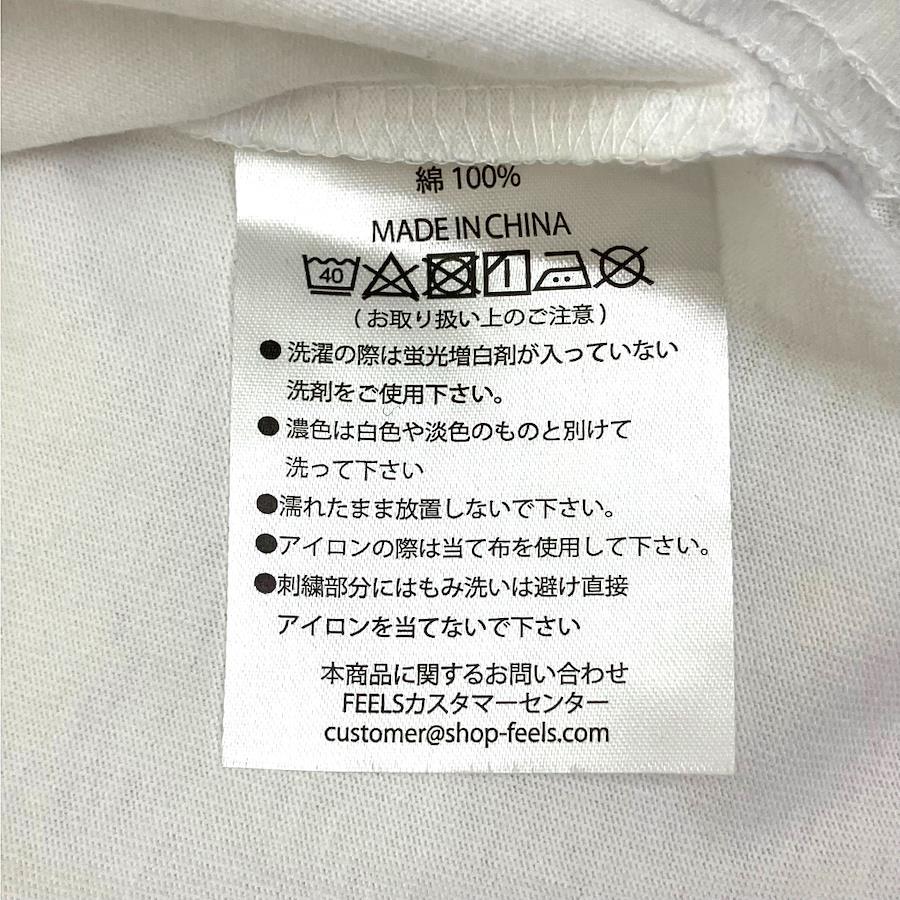 綿 100%
MADE IN CHINA
40
(お取り扱い上のご注意)
●洗濯の際は蛍光増白剤が入っていない
洗剤をご使用下さい。
●濃色は白色や淡色のものと別けて
洗って下さい
●濡れたまま放置しないで下さい。
●アイロンの際は当て布を使用して下さい。
●刺繍部分にはもみ洗いは避け直接
アイロンを当てないで下さい
本商品に関するお問い合わせ
FEELSカスタマーセンター
customer@shop-feels.com